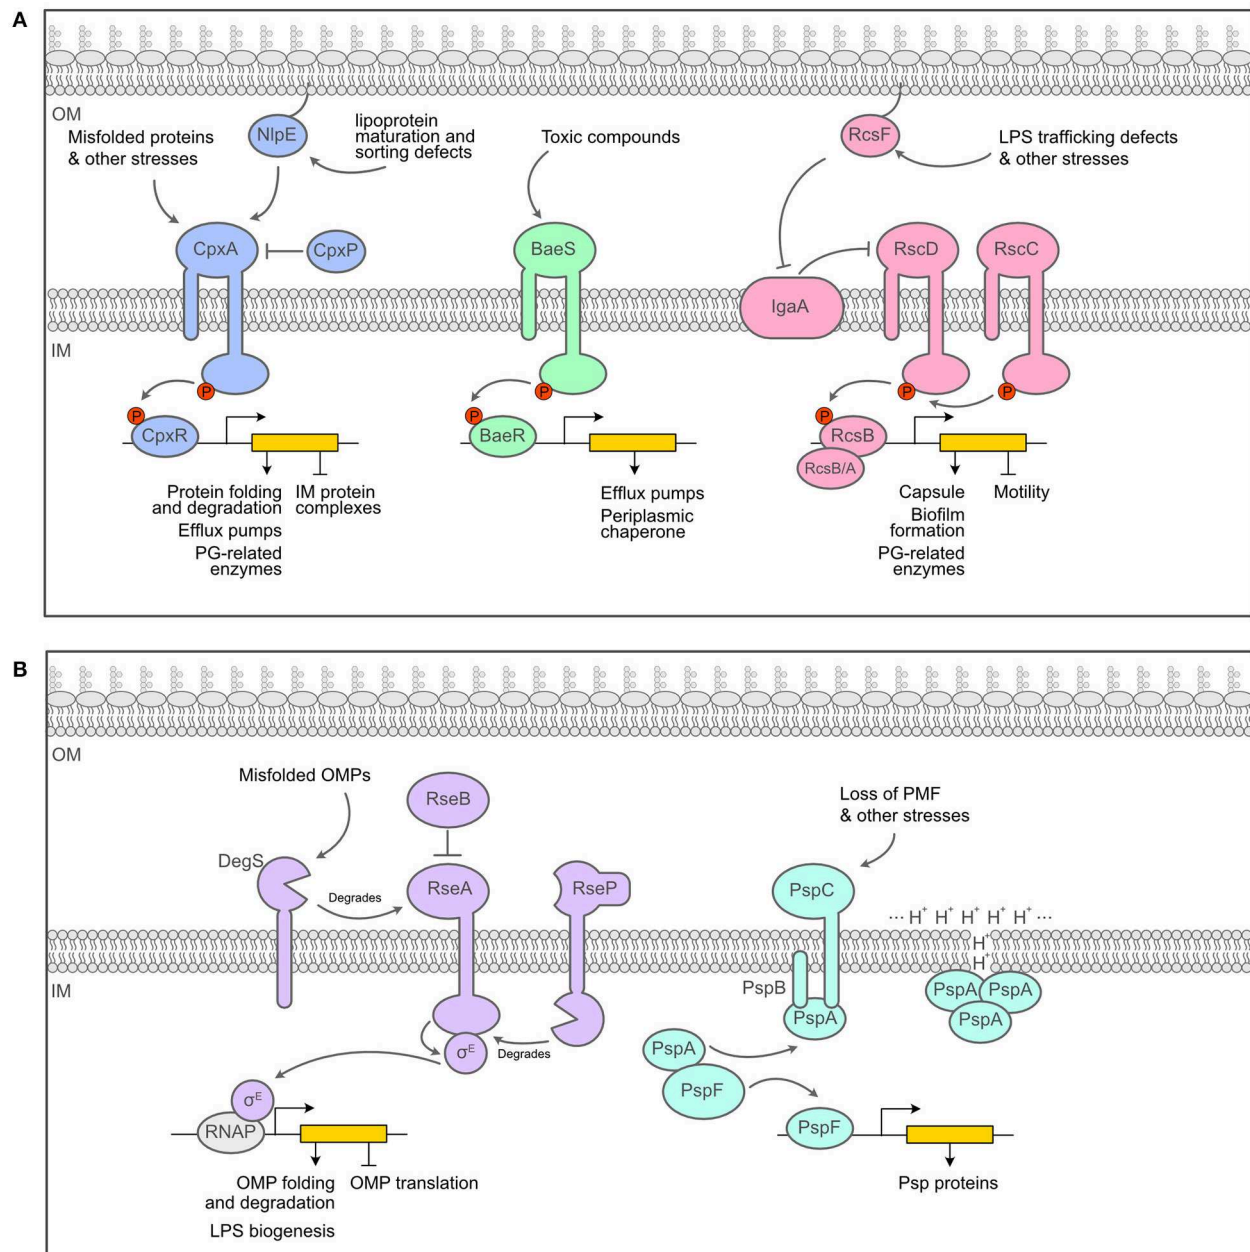 A
OM
Misfolded proteins
& other stresses
NlpE
lipoprotein
maturation and
sorting defects
Toxic compounds
RcsF
LPS trafficking defects
& other stresses
CpxA
CpxP
BaeS
RscD
RscC
IgaA
IM
P
P
P
P
P
P
P
CpxR
BaeR
RcsB
RcsB/A
Protein folding
and degradation
Efflux pumps
PG-related
enzymes
IM protein
complexes
Efflux pumps
Periplasmic
chaperone
Capsule
Biofilm
formation
PG-related
enzymes
Motility
B
OM
Misfolded OMPs
RseB
Loss of PMF
& other stresses
DegS
Degrades
RseA
RseP
PspC
··· H⁺ H⁺ H⁺ H⁺ H⁺ ···
H⁺
H⁺
IM
PspB
PspA
PspA
PspA
PspA
σᴱ
Degrades
PspA
PspF
σᴱ
RNAP
PspF
OMP folding
and degradation
LPS biogenesis
OMP translation
Psp proteins